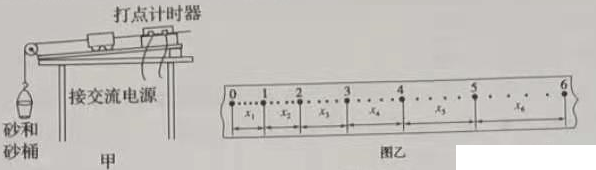 打点计时器
接交流电源
砂和
砂桶
甲
0 1 2 3 4 5 6
x₁ x₂ x₃ x₄ x₅ x₆
图乙